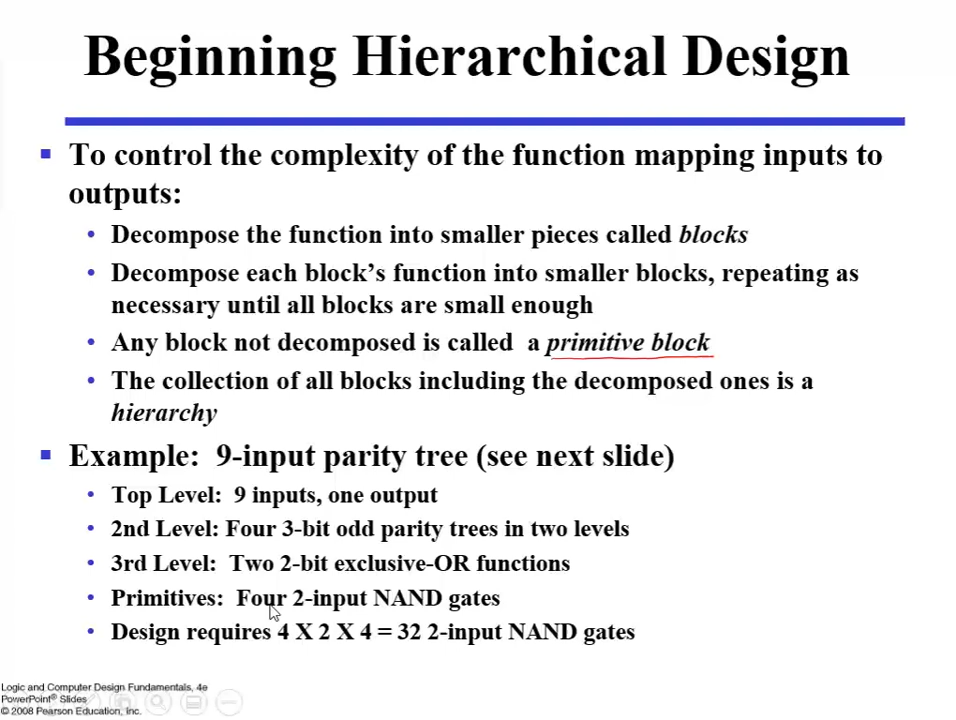 Beginning Hierarchical Design
To control the complexity of the function mapping inputs to
outputs:
Decompose the function into smaller pieces called blocks
Decompose each block's function into smaller blocks, repeating as
necessary until all blocks are small enough
Any block not decomposed is called a primitive block
The collection of all blocks including the decomposed ones is a
hierarchy
Example: 9-input parity tree (see next slide)
Top Level: 9 inputs, one output
2nd Level: Four 3-bit odd parity trees in two levels
3rd Level: Two 2-bit exclusive-OR functions
Primitives: Four 2-input NAND gates
Design requires 4 X 2 X 4 = 32 2-input NAND gates
Logic and Computer Design Fundamentals, 4e
PowerPoint® Slides
© 2008 Pearson Education, Inc.